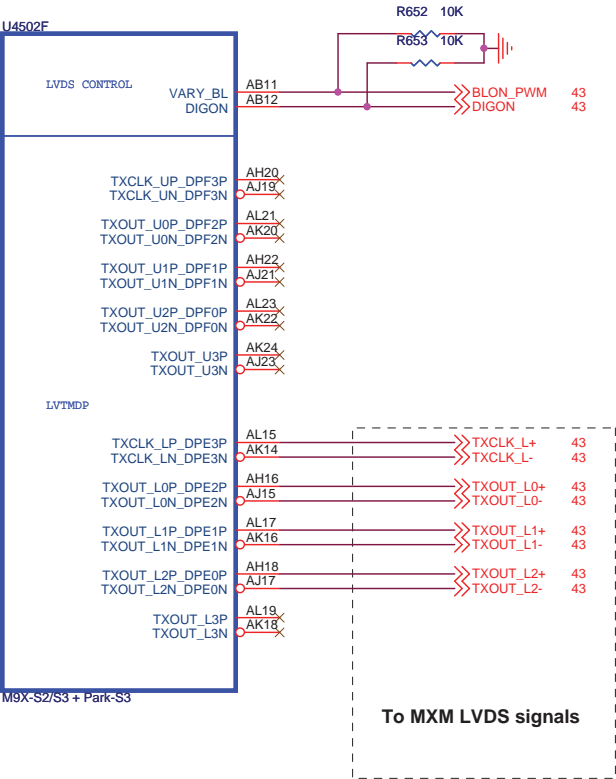 R652 10K
U4502F
R653 10K
LVDS CONTROL
VARY_BL AB11 BLON_PWM 43
DIGON AB12 DIGON 43
TXCLK_UP_DPF3P AH20
TXCLK_UN_DPF3N AJ19
TXOUT_U0P_DPF2P AL21
TXOUT_U0N_DPF2N AK20
TXOUT_U1P_DPF1P AH22
TXOUT_U1N_DPF1N AJ21
TXOUT_U2P_DPF0P AL23
TXOUT_U2N_DPF0N AK22
TXOUT_U3P AK24
TXOUT_U3N AJ23
LVTMDP
TXCLK_LP_DPE3P AL15 TXCLK_L+ 43
TXCLK_LN_DPE3N AK14 TXCLK_L- 43
TXOUT_L0P_DPE2P AH16 TXOUT_L0+ 43
TXOUT_L0N_DPE2N AJ15 TXOUT_L0- 43
TXOUT_L1P_DPE1P AL17 TXOUT_L1+ 43
TXOUT_L1N_DPE1N AK16 TXOUT_L1- 43
TXOUT_L2P_DPE0P AH18 TXOUT_L2+ 43
TXOUT_L2N_DPE0N AJ17 TXOUT_L2- 43
TXOUT_L3P AL19
TXOUT_L3N AK18
M9X-S2/S3 + Park-S3
To MXM LVDS signals